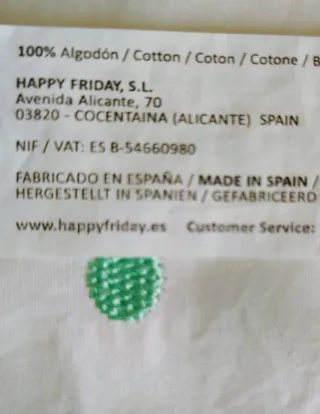 100% Algodón / Cotton / Coton / Cotone / B
HAPPY FRIDAY, S.L.
Avenida Alicante, 70
03820 - COCENTAINA (ALICANTE) SPAIN
NIF / VAT: ES B-54660980
FABRICADO EN ESPAÑA / MADE IN SPAIN /
HERGESTELLT IN SPANIEN / GEFABRICEERD
www.happyfriday.es Customer Service: